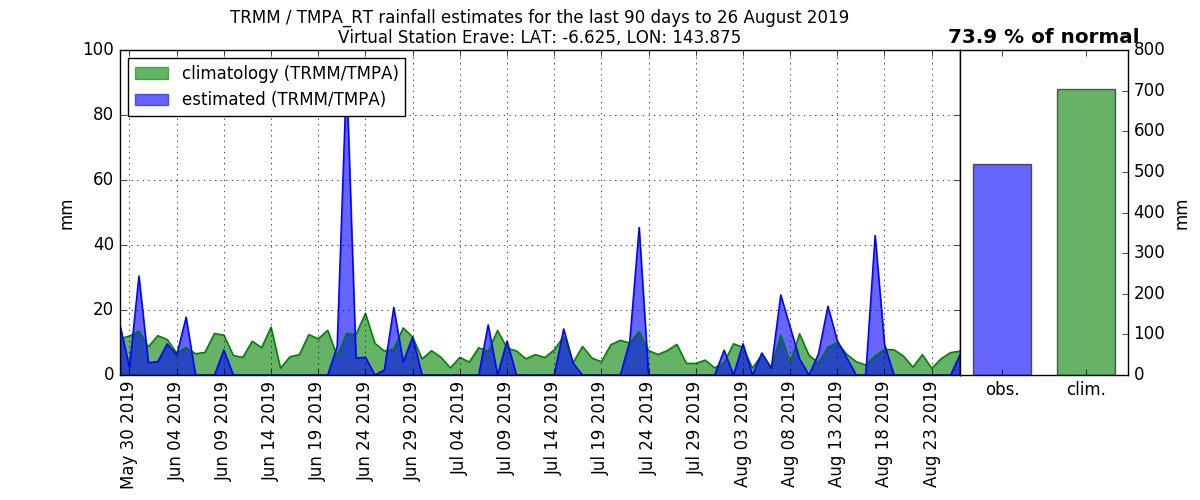 TRMM / TMPA_RT rainfall estimates for the last 90 days to 26 August 2019
Virtual Station Erave: LAT: -6.625, LON: 143.875
73.9 % of normal
climatology (TRMM/TMPA)
estimated (TRMM/TMPA)
100
80
60
40
20
0
mm
May 30 2019
Jun 04 2019
Jun 09 2019
Jun 14 2019
Jun 19 2019
Jun 24 2019
Jun 29 2019
Jul 04 2019
Jul 09 2019
Jul 14 2019
Jul 19 2019
Jul 24 2019
Jul 29 2019
Aug 03 2019
Aug 08 2019
Aug 13 2019
Aug 18 2019
Aug 23 2019
800
700
600
500
400
300
200
100
0
mm
obs.
clim.